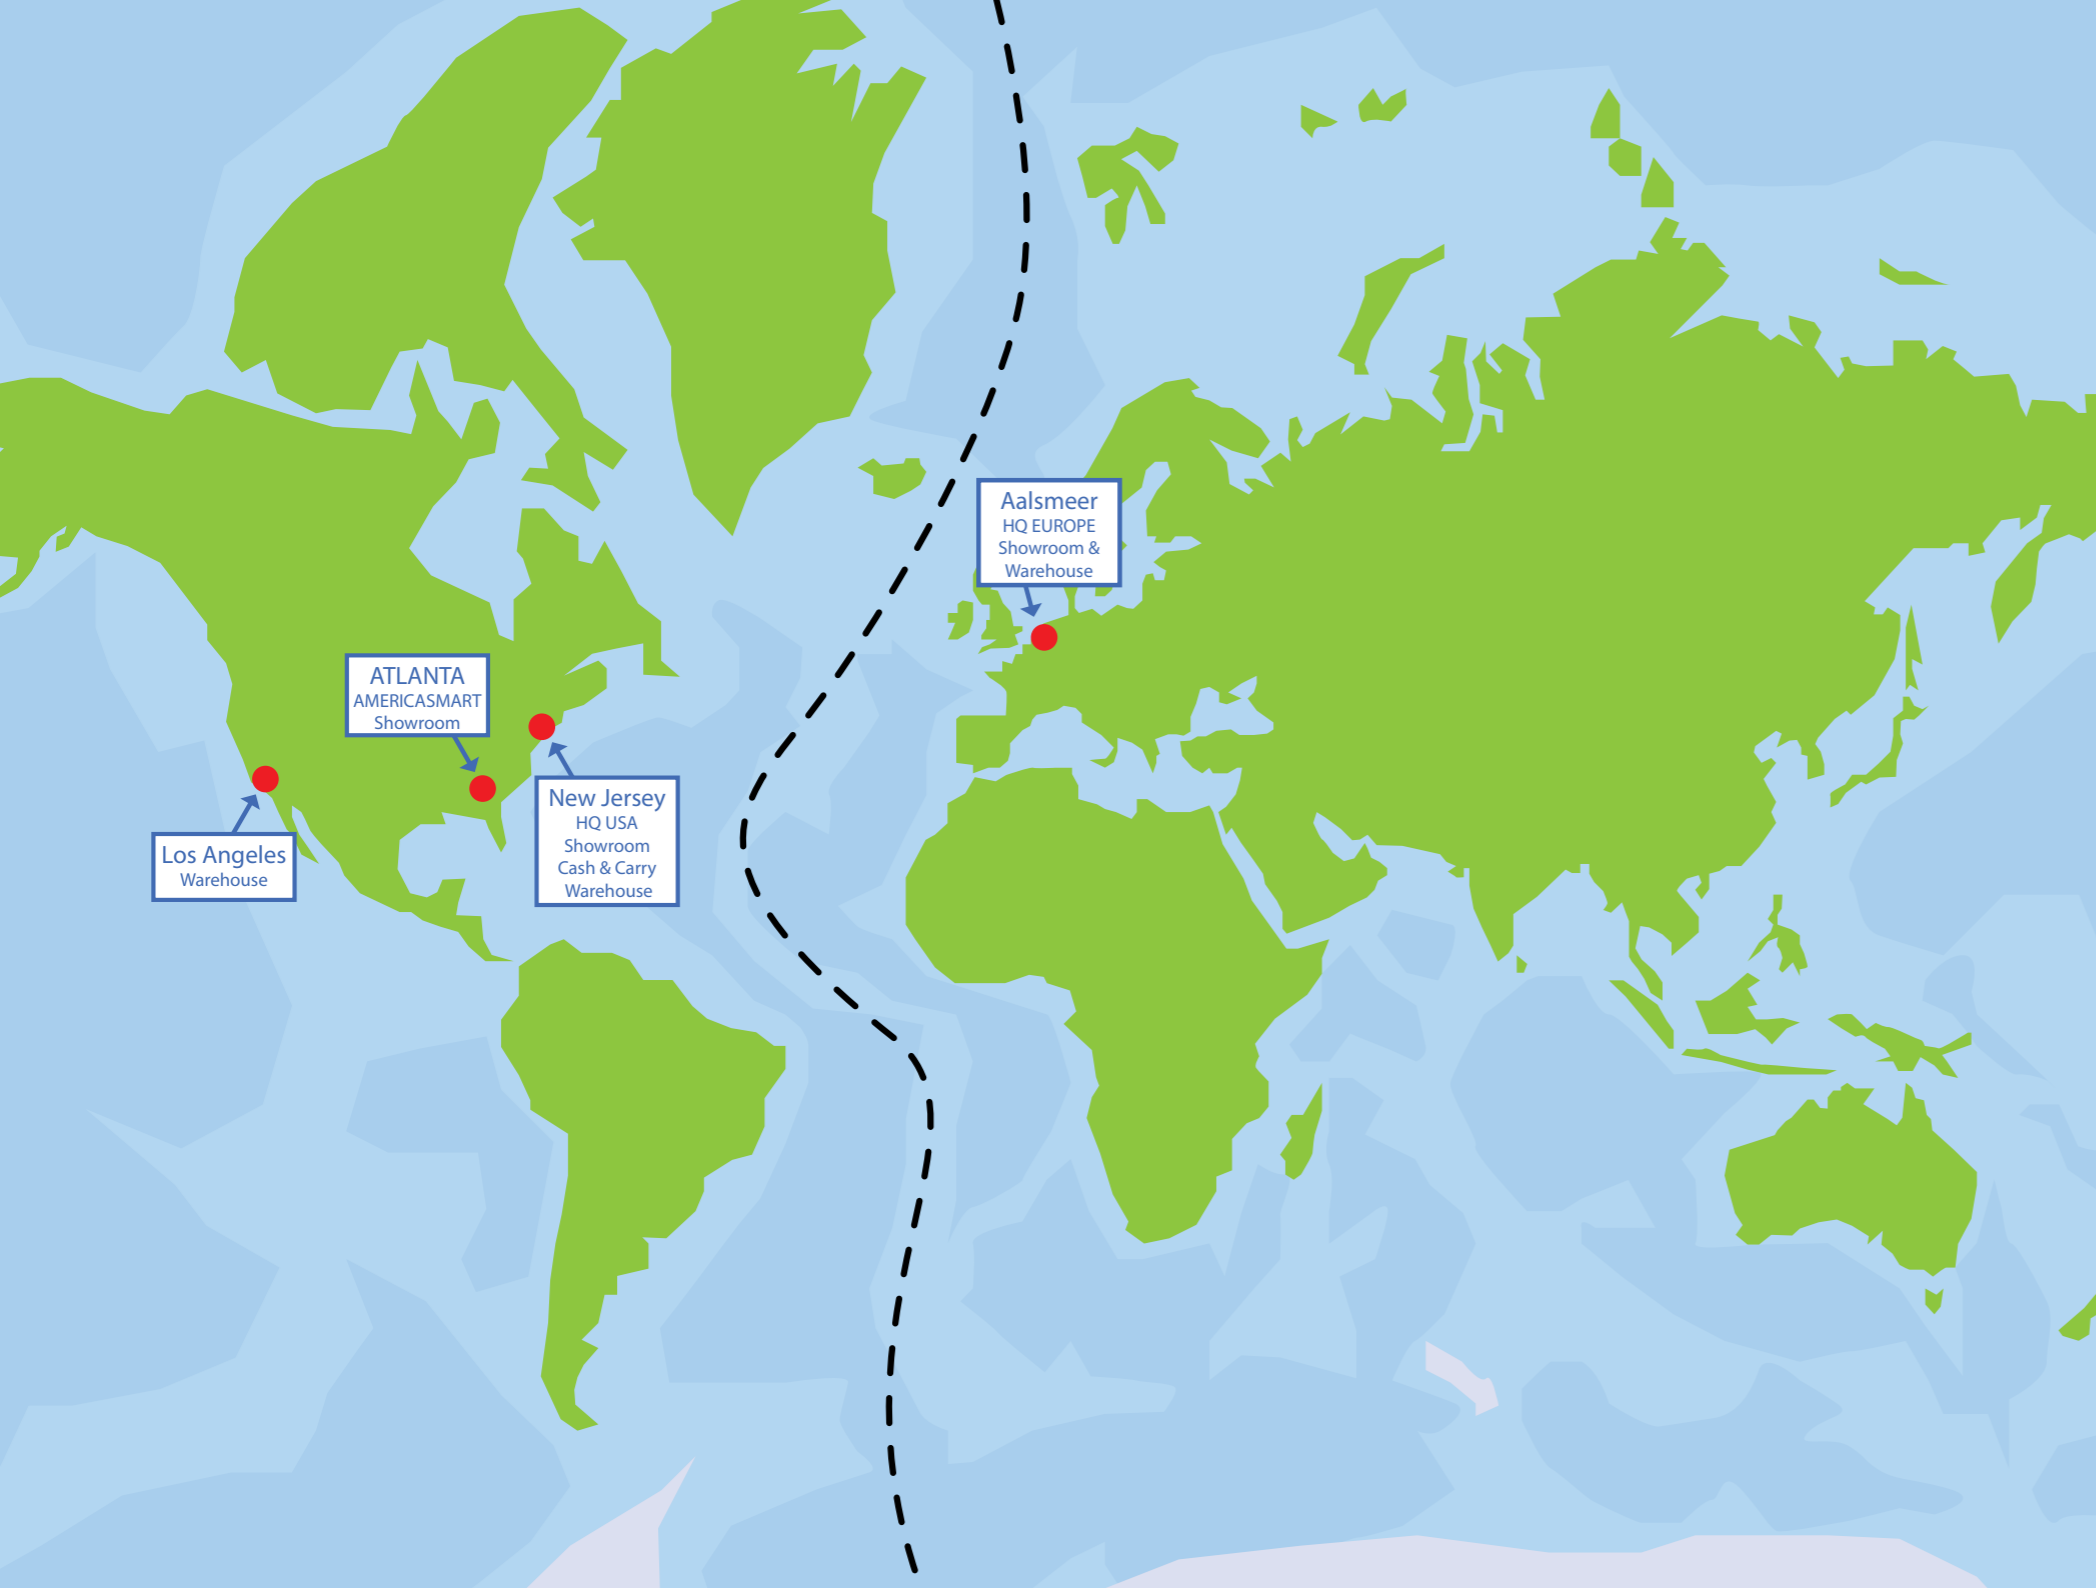 Aalsmeer
HQ EUROPE
Showroom &
Warehouse
ATLANTA
AMERICASMART
Showroom
New Jersey
HQ USA
Showroom
Cash & Carry
Warehouse
Los Angeles
Warehouse